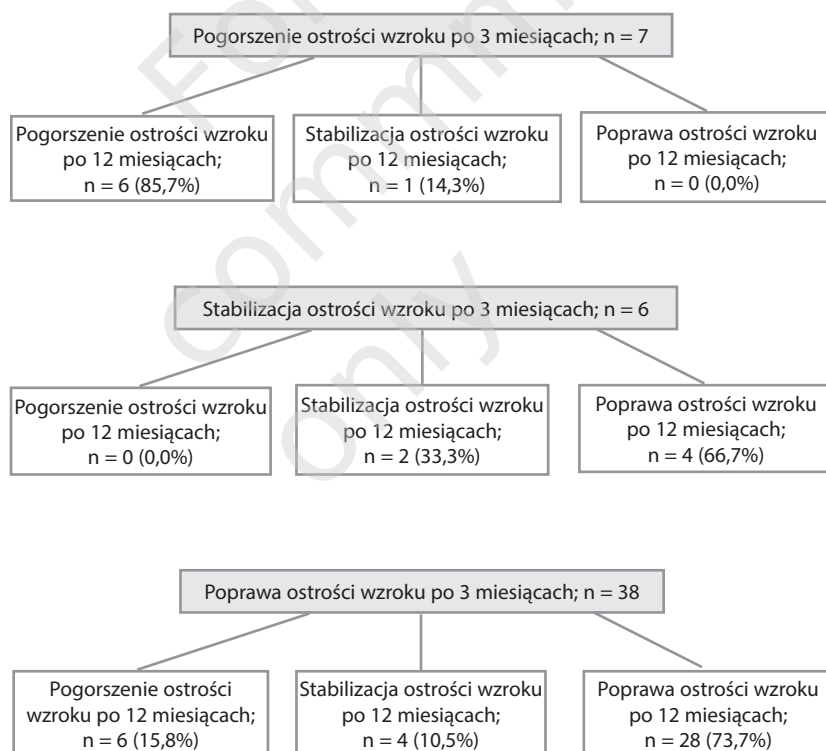 Pogorszenie ostrości wzroku po 3 miesiącach; n = 7
Pogorszenie ostrości wzroku
po 12 miesiącach;
n = 6 (85,7%)
Stabilizacja ostrości wzroku
po 12 miesiącach;
n = 1 (14,3%)
Poprawa ostrości wzroku
po 12 miesiącach;
n = 0 (0,0%)
Stabilizacja ostrości wzroku po 3 miesiącach; n = 6
Pogorszenie ostrości wzroku
po 12 miesiącach;
n = 0 (0,0%)
Stabilizacja ostrości wzroku
po 12 miesiącach;
n = 2 (33,3%)
Poprawa ostrości wzroku
po 12 miesiącach;
n = 4 (66,7%)
Poprawa ostrości wzroku po 3 miesiącach; n = 38
Pogorszenie ostrości
wzroku po 12 miesiącach;
n = 6 (15,8%)
Stabilizacja ostrości wzroku
po 12 miesiącach;
n = 4 (10,5%)
Poprawa ostrości wzroku
po 12 miesiącach;
n = 28 (73,7%)
only